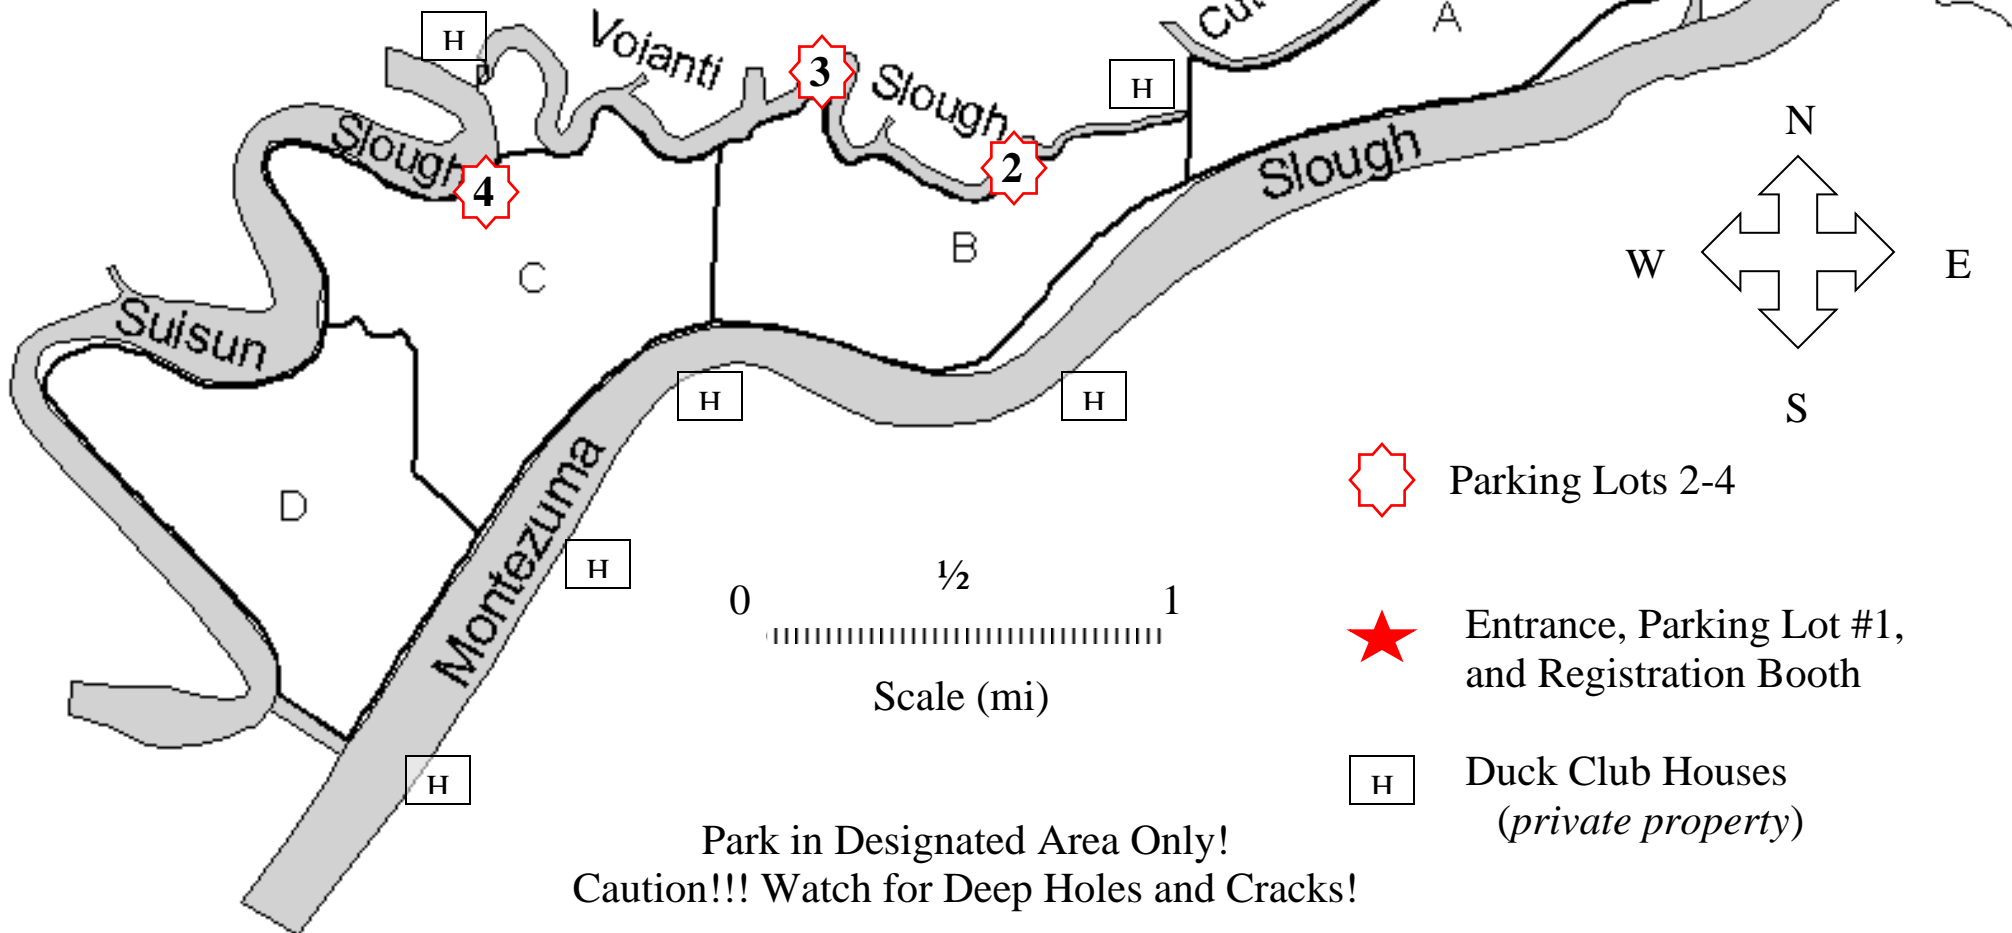 H
Voianti
3
Slough
H
A
Slough
4
2
Slough
N
W
E
S
B
C
Suisun
H
H
D
Montezuma
H
H
Parking Lots 2-4
0
½
1
Scale (mi)
Entrance, Parking Lot #1,
and Registration Booth
H
Duck Club Houses
(private property)
Park in Designated Area Only!
Caution!!! Watch for Deep Holes and Cracks!